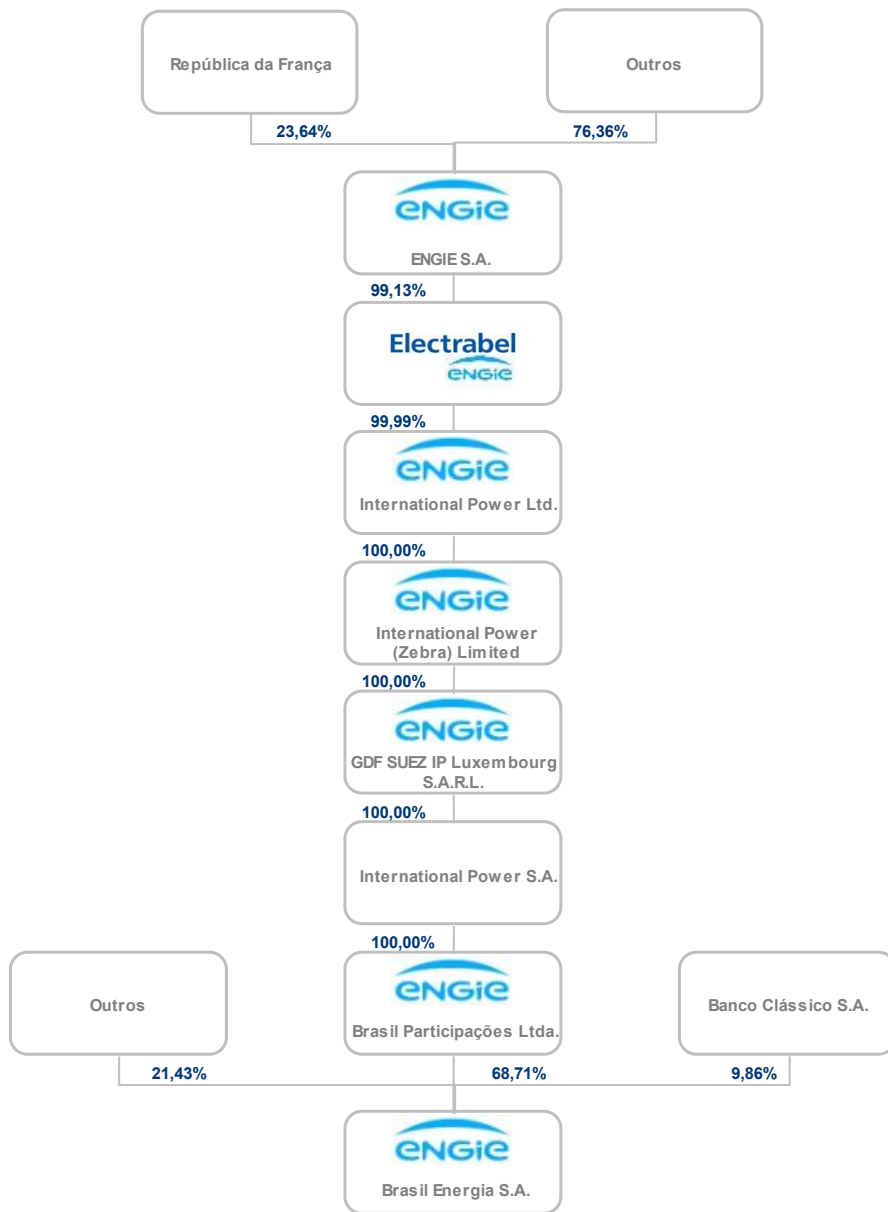 República da França
Outros
23,64%
76,36%
ENGIE
ENGIE S.A.
99,13%
Electrabel
ENGIE
99,99%
ENGIE
International Power Ltd.
100,00%
ENGIE
International Power
(Zebra) Limited
100,00%
ENGIE
GDF SUEZ IP Luxembourg
S.A.R.L.
100,00%
International Power S.A.
100,00%
Outros
ENGIE
Brasil Participações Ltda.
Banco Clássico S.A.
21,43%
68,71%
9,86%
ENGIE
Brasil Energia S.A.